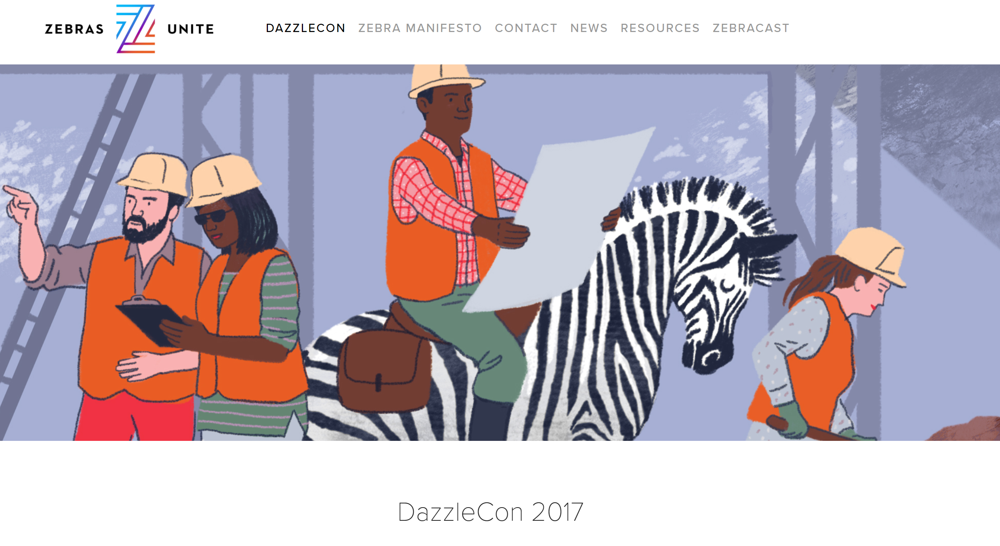 ZEBRAS UNITE
DAZZLECON ZEBRA MANIFESTO CONTACT NEWS RESOURCES ZEBRACAST
DazzleCon 2017